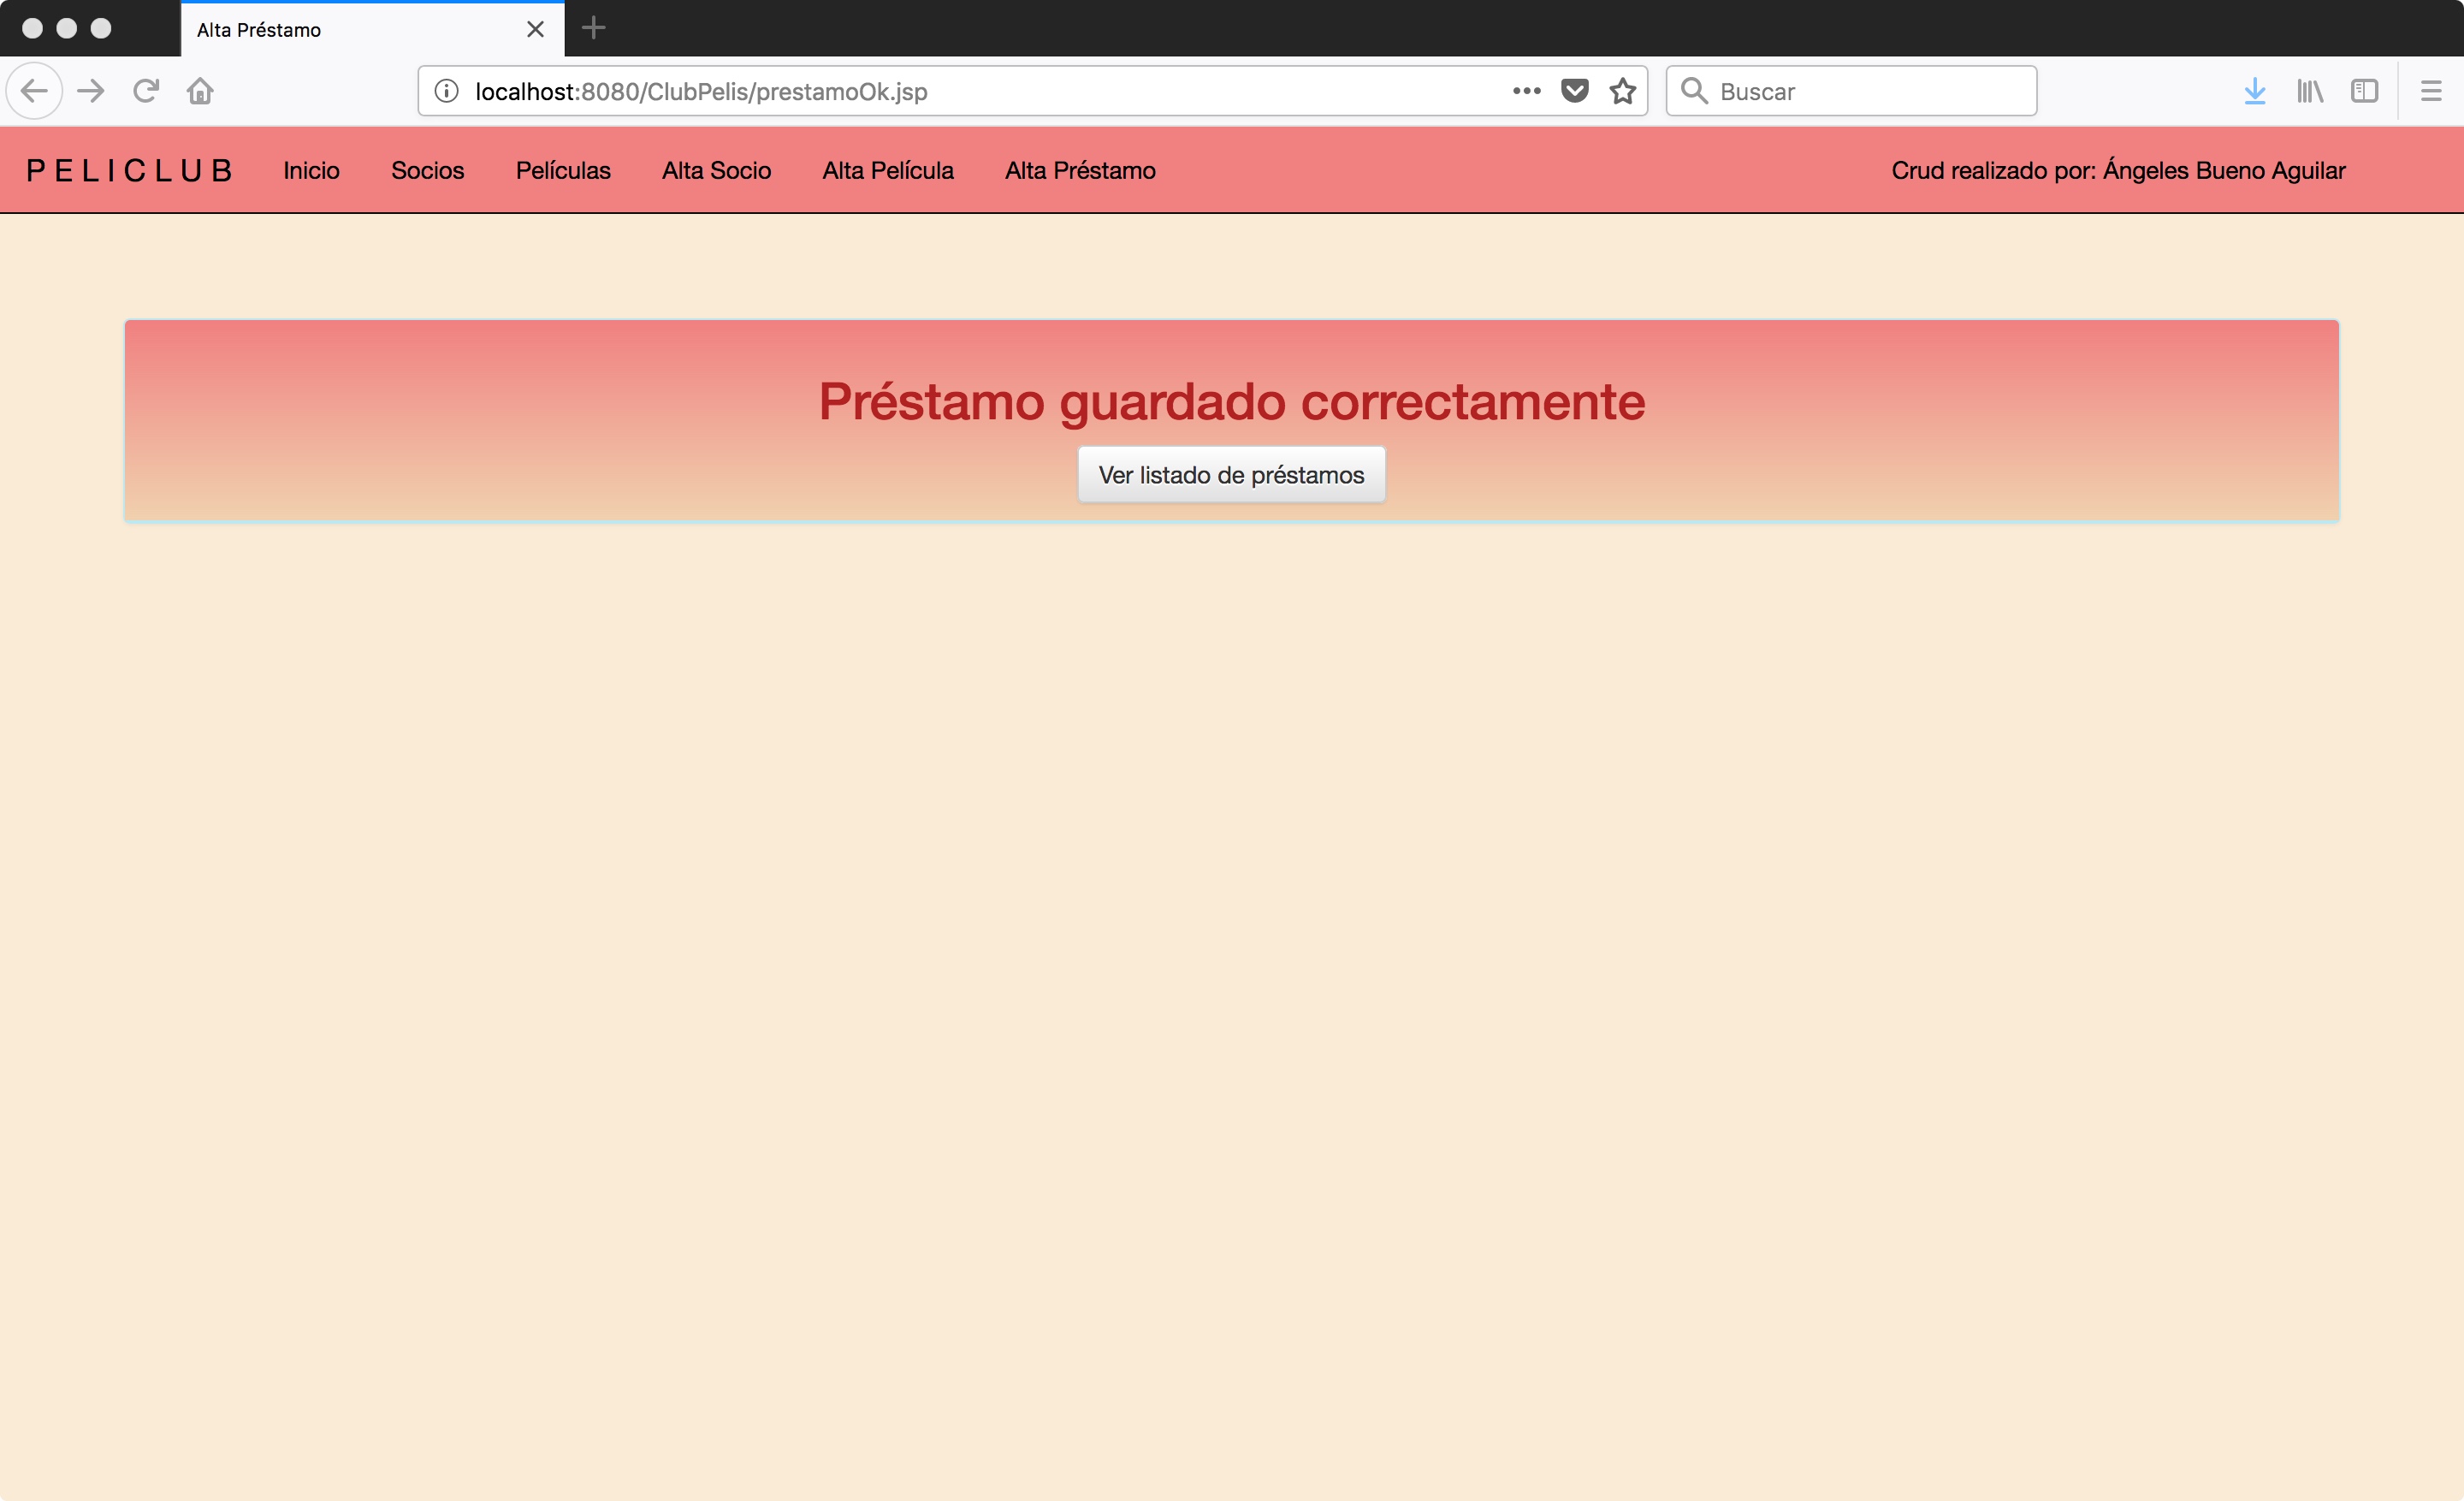 Alta Préstamo
localhost:8080/ClubPelis/prestamoOk.jsp
Buscar
PELICLUB Inicio Socios Películas Alta Socio Alta Película Alta Préstamo Crud realizado por: Ángeles Bueno Aguilar
Préstamo guardado correctamente
Ver listado de préstamos